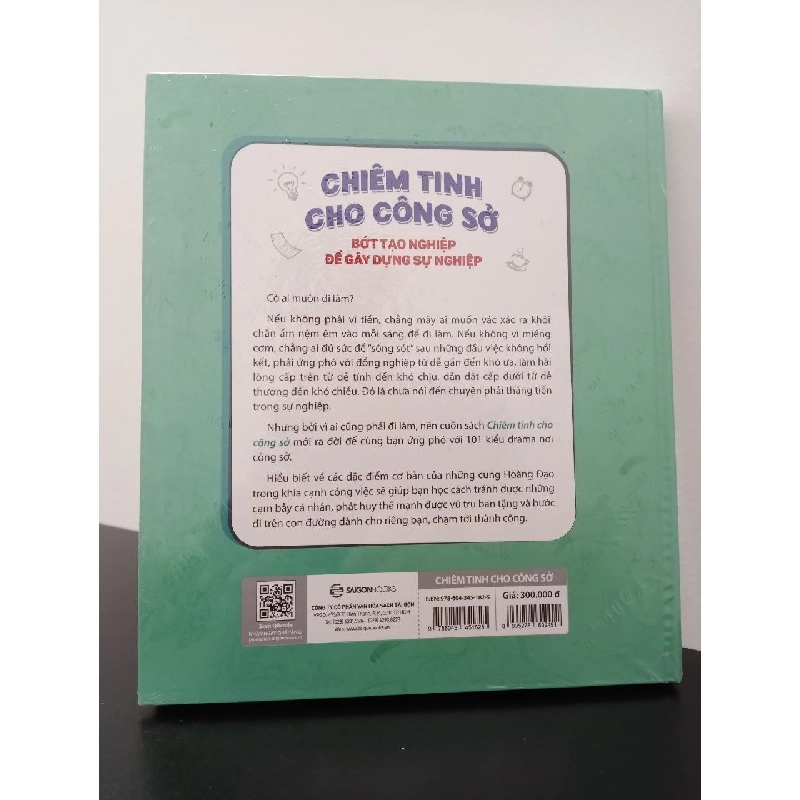 CHIÊM TINH
CHO CÔNG SỞ
BỚT TẠO NGHIỆP
ĐỂ GÂY DỰNG SỰ NGHIỆP
Có ai muốn đi làm?
Nếu không phải vì tiền, chẳng mấy ai muốn vác xác ra khỏi
chăn ấm nệm êm vào mỗi sáng để đi làm. Nếu không vì miếng
cơm, chẳng ai đủ sức để "sống sót" sau những đầu việc không hồi
kết, phải ứng phó với đồng nghiệp từ dễ gần đến khó ưa, làm hài
lòng cấp trên từ dễ tính đến khó chịu, dẫn dắt cấp dưới từ dễ
thương đến khó chiều. Đó là chưa nói đến chuyện phải thăng tiến
trong sự nghiệp.
Nhưng bởi vì ai cũng phải đi làm, nên cuốn sách Chiêm tinh cho
công sở mới ra đời để cùng bạn ứng phó với 101 kiểu drama nơi
công sở.
Hiểu biết về các đặc điểm cơ bản của những cung Hoàng Đạo
trong khía cạnh công việc sẽ giúp bạn học cách tránh được những
cạm bẫy cá nhân, phát huy thế mạnh được vũ trụ ban tặng và bước
đi trên con đường dành cho riêng bạn, chạm tới thành công.
SAIGONBOOKS
CÔNG TY CỔ PHẦN VĂN HÓA SÁCH SÀI GÒN
CHIÊM TINH CHO CÔNG SỞ
Giá: 300.000 đ